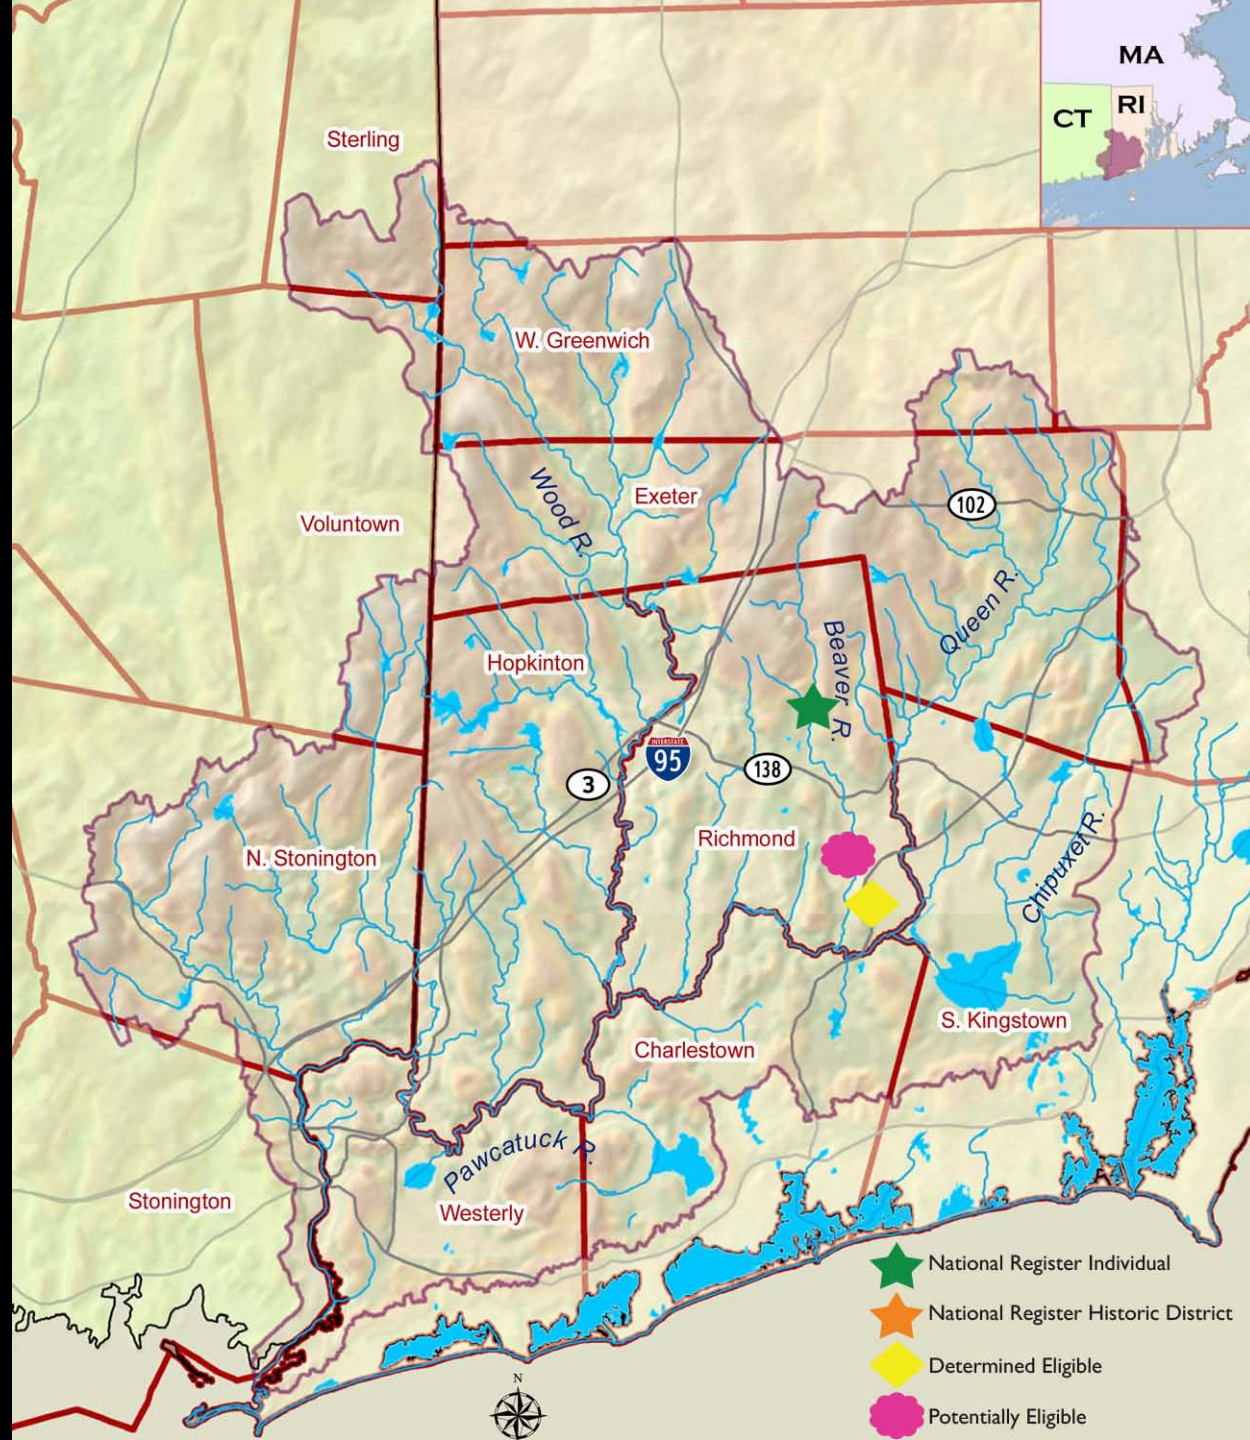 MA
RI
CT
Sterling
W. Greenwich
Wood R.
Exeter
102
Voluntown
Queen R.
Beaver R.
Hopkinton
INTERSTATE
95
138
3
Richmond
N. Stonington
Chipuxet R.
S. Kingstown
Charlestown
Pawcatuck R.
Stonington
Westerly
National Register Individual
National Register Historic District
Determined Eligible
Potentially Eligible
N